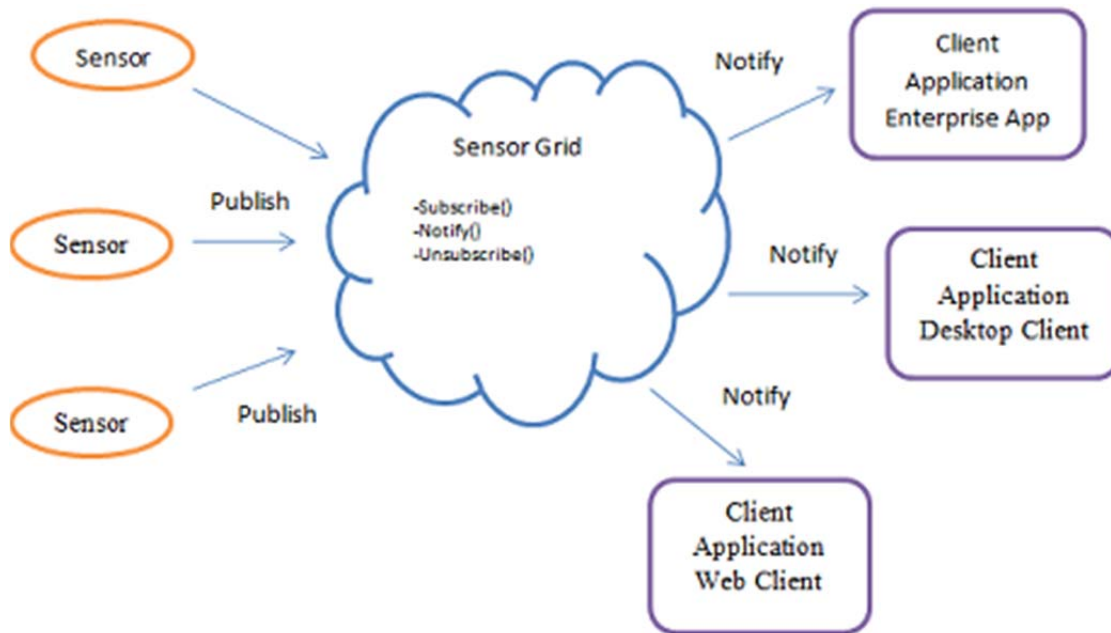 Sensor
Publish
Sensor
Sensor
Publish
Sensor Grid
-Subscribe()
-Notify()
-Unsubscribe()
Notify
Client
Application
Enterprise App
Notify
Client
Application
Desktop Client
Notify
Client
Application
Web Client